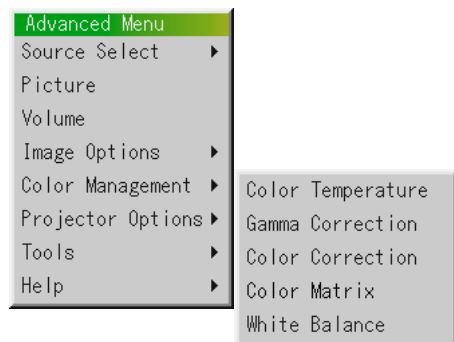 Advanced Menu
Source Select
Picture
Volume
Image Options
Color Management
Projector Options
Tools
Help
Color Temperature
Gamma Correction
Color Correction
Color Matrix
White Balance